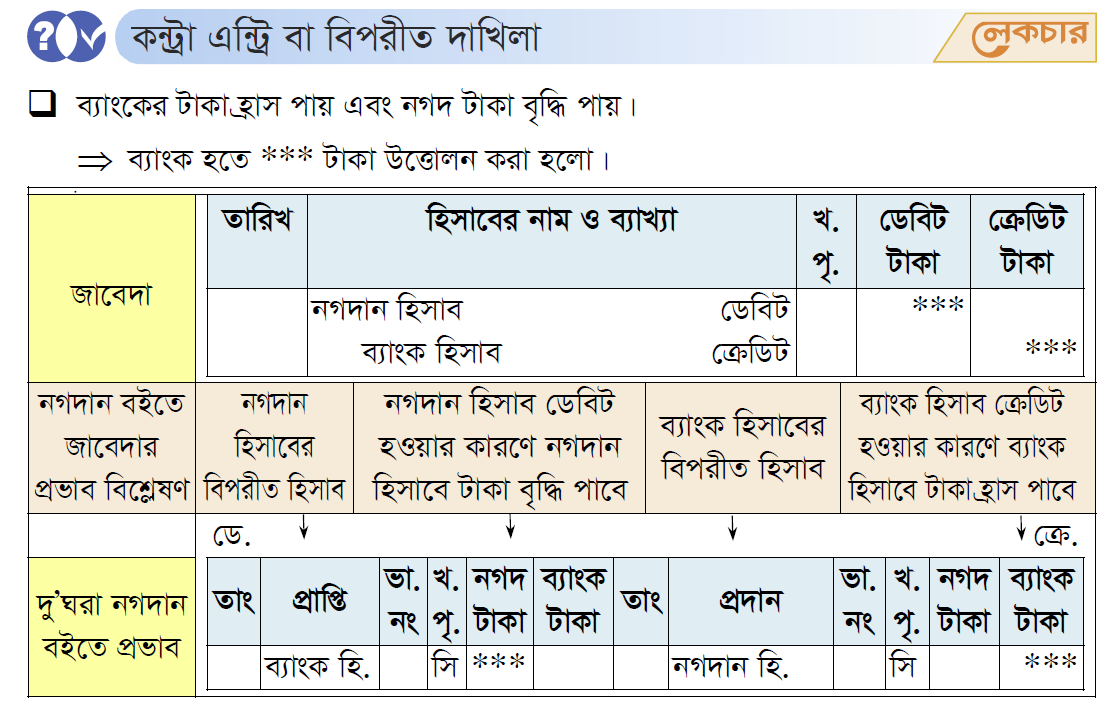 কন্ট্রা এন্ট্রি বা বিপরীত দাখিলা
লেকচার
❑ ব্যাংকের টাকা হ্রাস পায় এবং নগদ টাকা বৃদ্ধি পায়।
⇒ ব্যাংক হতে *** টাকা উত্তোলন করা হলো।
জাবেদা
তারিখ হিসাবের নাম ও ব্যাখ্যা খ. পৃ. ডেবিট টাকা ক্রেডিট টাকা
নগদান হিসাব ডেবিট ***
ব্যাংক হিসাব ক্রেডিট ***
নগদান বইতে
জাবেদার
প্রভাব বিশ্লেষণ
নগদান
হিসাবের
বিপরীত হিসাব
নগদান হিসাব ডেবিট
হওয়ার কারণে নগদান
হিসাবে টাকা বৃদ্ধি পাবে
ব্যাংক হিসাবের
বিপরীত হিসাব
ব্যাংক হিসাব ক্রেডিট
হওয়ার কারণে ব্যাংক
হিসাবে টাকা হ্রাস পাবে
ডে. ক্রে.
দু’ঘরা নগদান
বইতে প্রভাব
তাং প্রাপ্তি ভা. নং খ. পৃ. নগদ টাকা ব্যাংক টাকা তাং প্রদান ভা. নং খ. পৃ. নগদ টাকা ব্যাংক টাকা
ব্যাংক হি. সি *** নগদান হি. সি ***